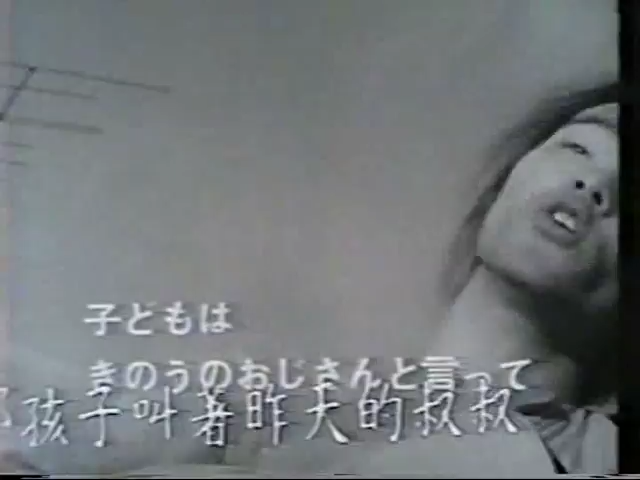 子どもは
きのうのおじさんと言って
孩子叫著昨天的叔叔